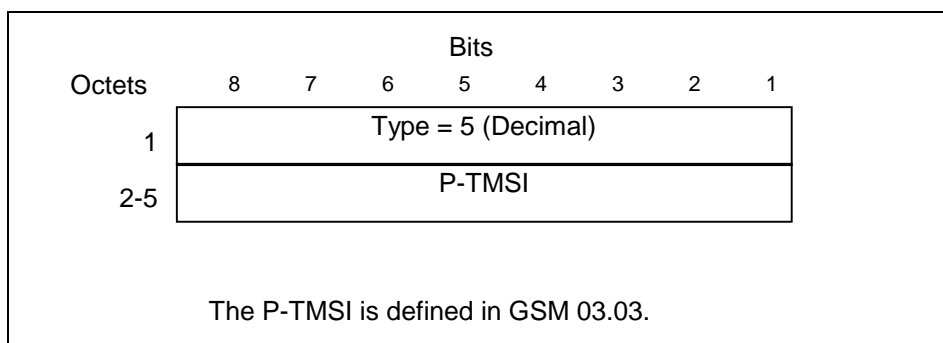 Bits
Octets 8 7 6 5 4 3 2 1
1 Type = 5 (Decimal)
2-5 P-TMSI
The P-TMSI is defined in GSM 03.03.